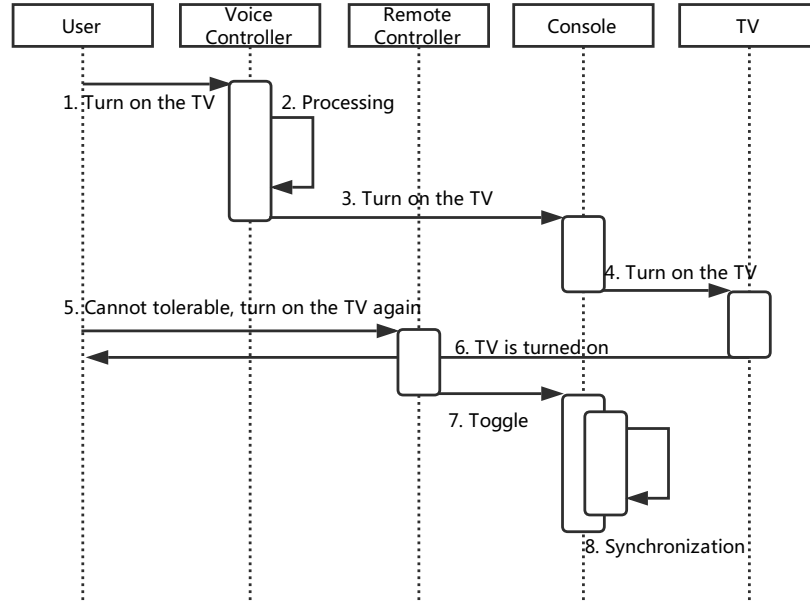 User
Voice
Controller
Remote
Controller
Console
TV
1. Turn on the TV
2. Processing
3. Turn on the TV
4. Turn on the TV
5. Cannot tolerable, turn on the TV again
6. TV is turned on
7. Toggle
8. Synchronization